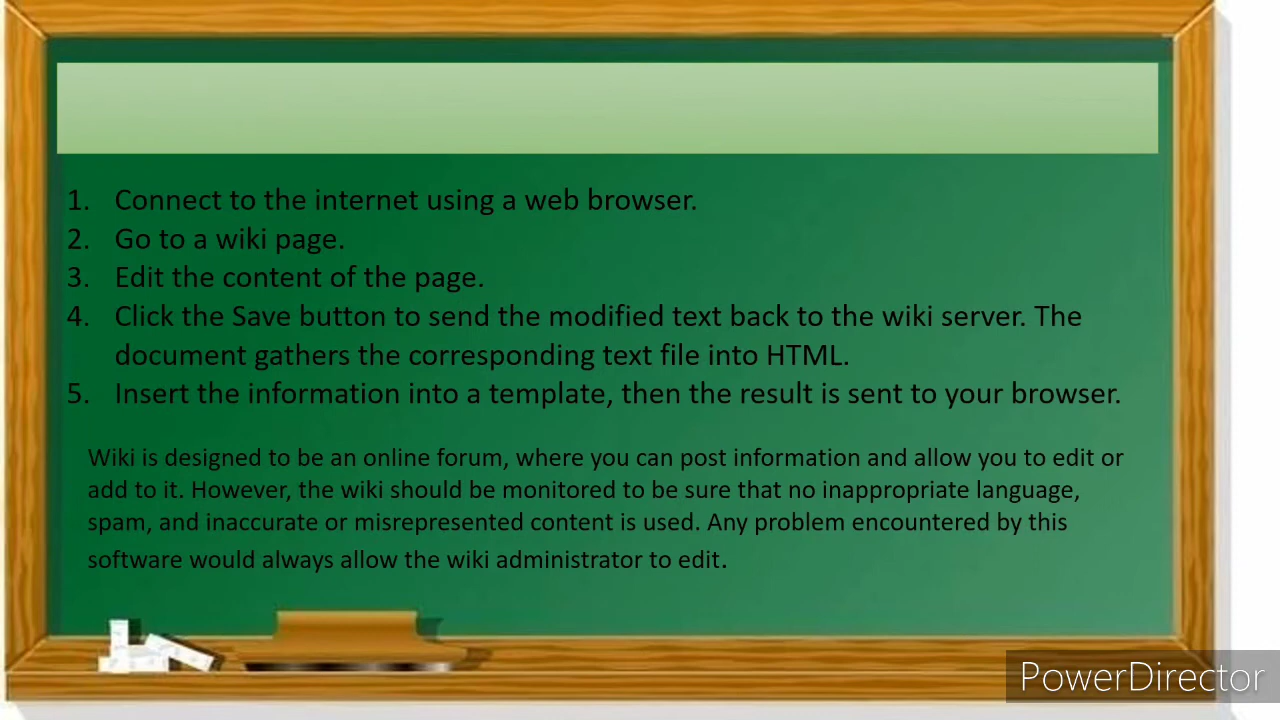 1. Connect to the internet using a web browser.
2. Go to a wiki page.
3. Edit the content of the page.
4. Click the Save button to send the modified text back to the wiki server. The
document gathers the corresponding text file into HTML.
5. Insert the information into a template, then the result is sent to your browser.
Wiki is designed to be an online forum, where you can post information and allow you to edit or
add to it. However, the wiki should be monitored to be sure that no inappropriate language,
spam, and inaccurate or misrepresented content is used. Any problem encountered by this
software would always allow the wiki administrator to edit.
PowerDirector